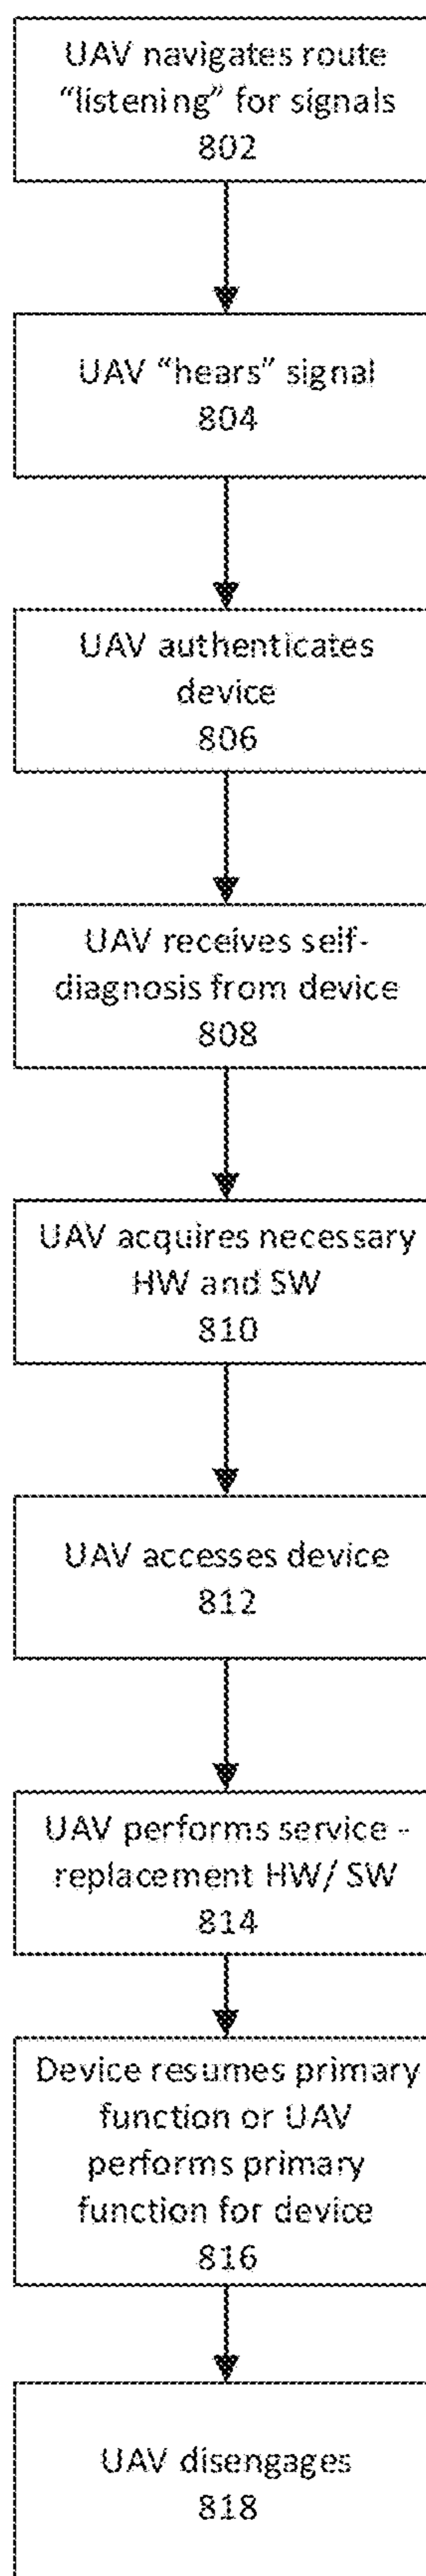 UAV navigates route
“listening” for signals
802
UAV “hears” signal
804
UAV authenticates
device
806
UAV receives self-
diagnosis from device
808
UAV acquires necessary
HW and SW
810
UAV accesses device
812
UAV performs service -
replacement HW/ SW
814
Device resumes primary
function or UAV
performs primary
function for device
816
UAV disengages
818